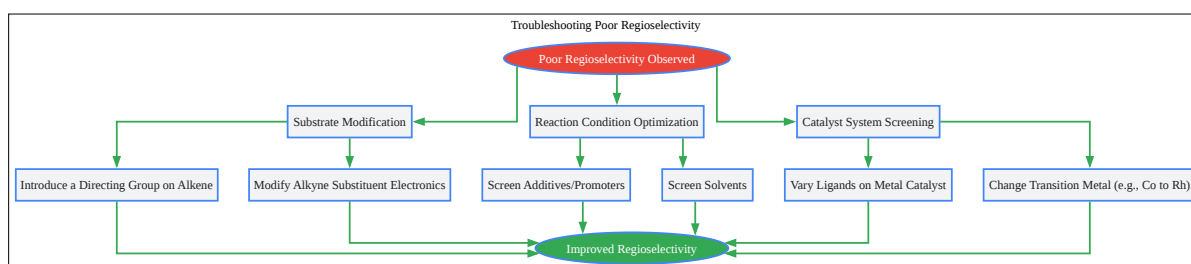 Troubleshooting Poor Regioselectivity
Poor Regioselectivity Observed
Substrate Modification
Reaction Condition Optimization
Catalyst System Screening
Introduce a Directing Group on Alkene
Modify Alkyne Substituent Electronics
Screen Additives/Promoters
Screen Solvents
Vary Ligands on Metal Catalyst
Change Transition Metal (e.g., Co to Rh)
Improved Regioselectivity